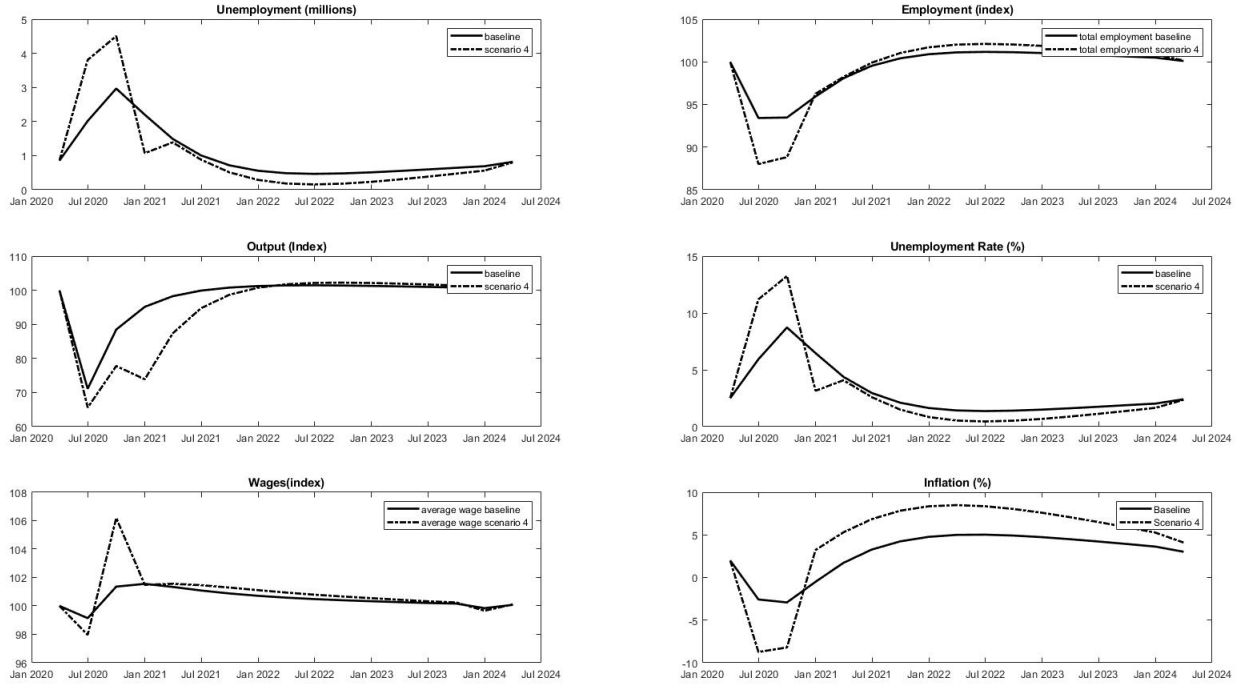 Unemployment (millions)
5
4
3
2
1
0
baseline
scenario 4
Jan 2020 Jul 2020 Jan 2021 Jul 2021 Jan 2022 Jul 2022 Jan 2023 Jul 2023 Jan 2024 Jul 2024
Employment (index)
105
100
95
90
85
total employment baseline
total employment scenario 4
Jan 2020 Jul 2020 Jan 2021 Jul 2021 Jan 2022 Jul 2022 Jan 2023 Jul 2023 Jan 2024 Jul 2024
Output (Index)
110
100
90
80
70
60
baseline
scenario 4
Jan 2020 Jul 2020 Jan 2021 Jul 2021 Jan 2022 Jul 2022 Jan 2023 Jul 2023 Jan 2024 Jul 2024
Unemployment Rate (%)
15
10
5
0
baseline
scenario 4
Jan 2020 Jul 2020 Jan 2021 Jul 2021 Jan 2022 Jul 2022 Jan 2023 Jul 2023 Jan 2024 Jul 2024
Wages(index)
108
106
104
102
100
98
96
average wage baseline
average wage scenario 4
Jan 2020 Jul 2020 Jan 2021 Jul 2021 Jan 2022 Jul 2022 Jan 2023 Jul 2023 Jan 2024 Jul 2024
Inflation (%)
10
5
0
-5
-10
Baseline
Scenario 4
Jan 2020 Jul 2020 Jan 2021 Jul 2021 Jan 2022 Jul 2022 Jan 2023 Jul 2023 Jan 2024 Jul 2024